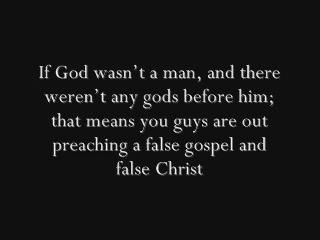 If God wasn’t a man, and there
weren’t any gods before him;
that means you guys are out
preaching a false gospel and
false Christ